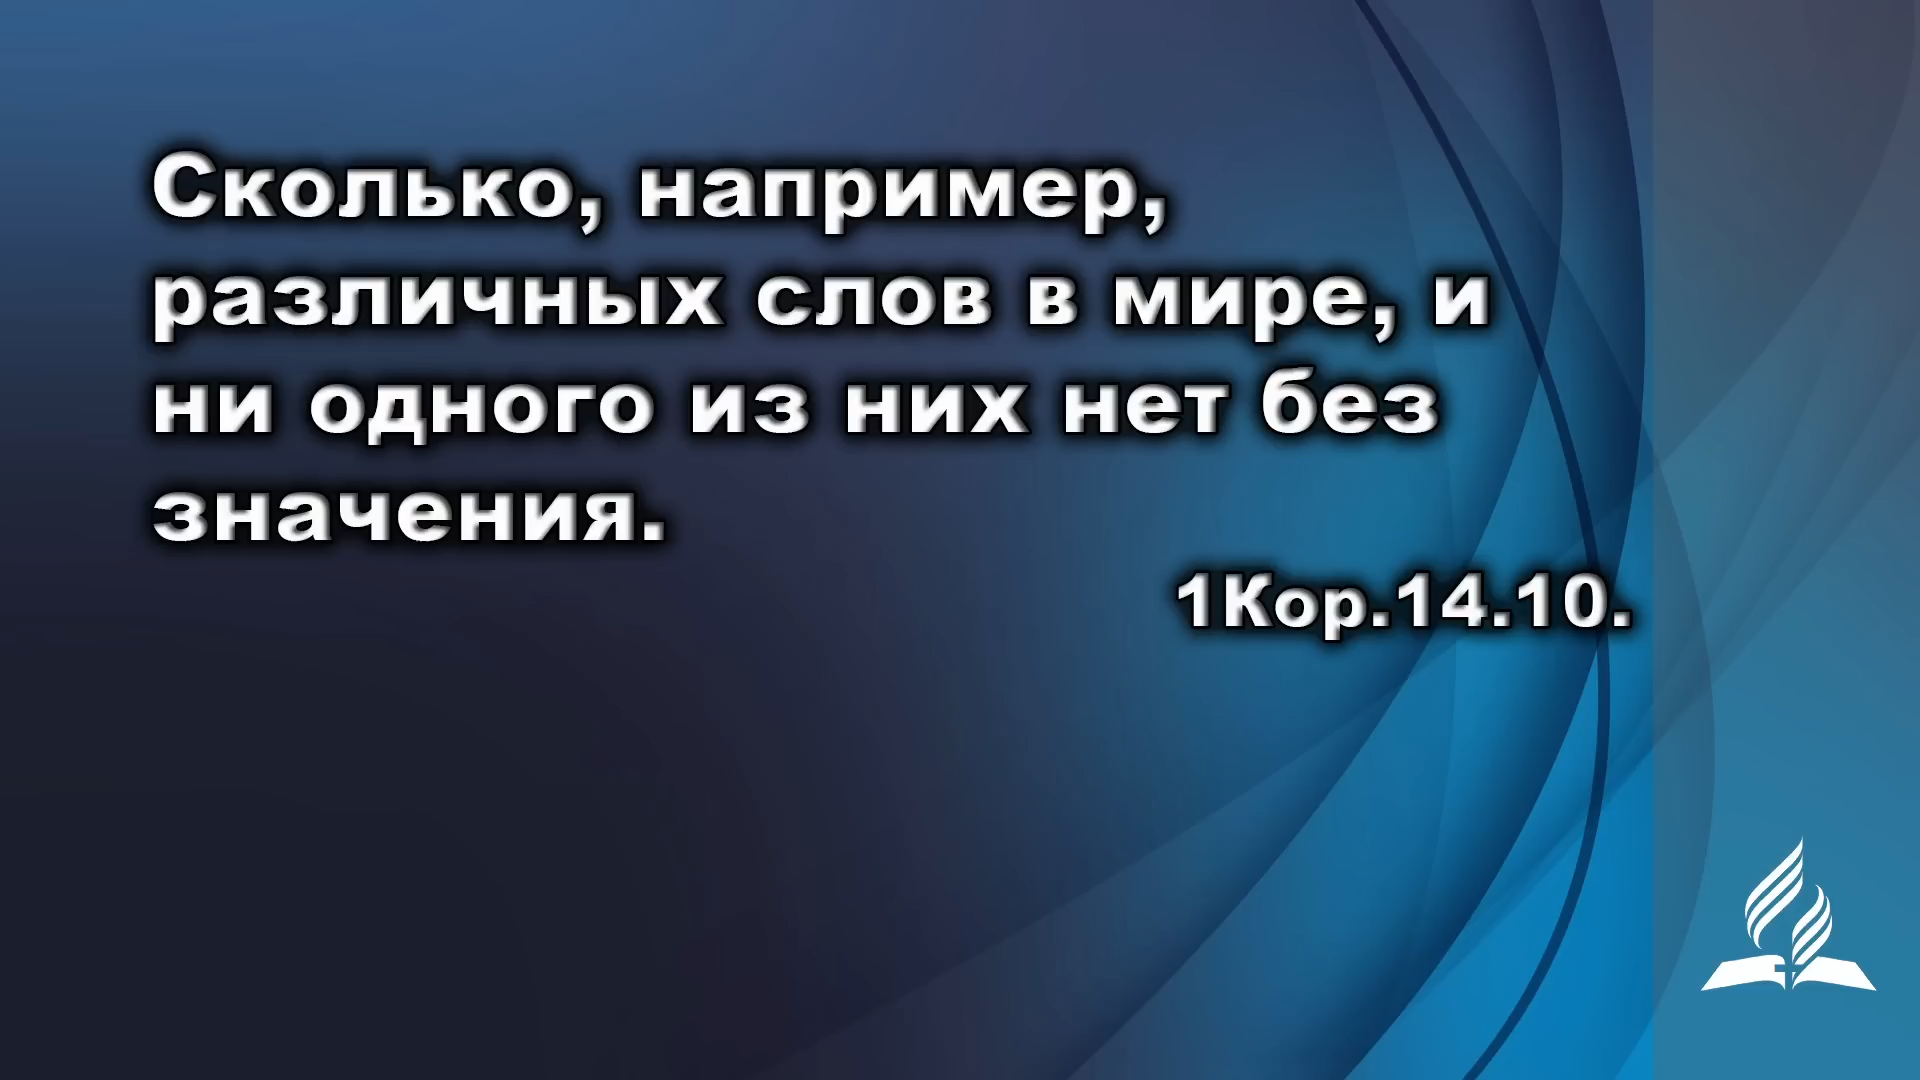 Сколько, например,
различных слов в мире, и
ни одного из них нет без
значения.
1Кор.14.10.